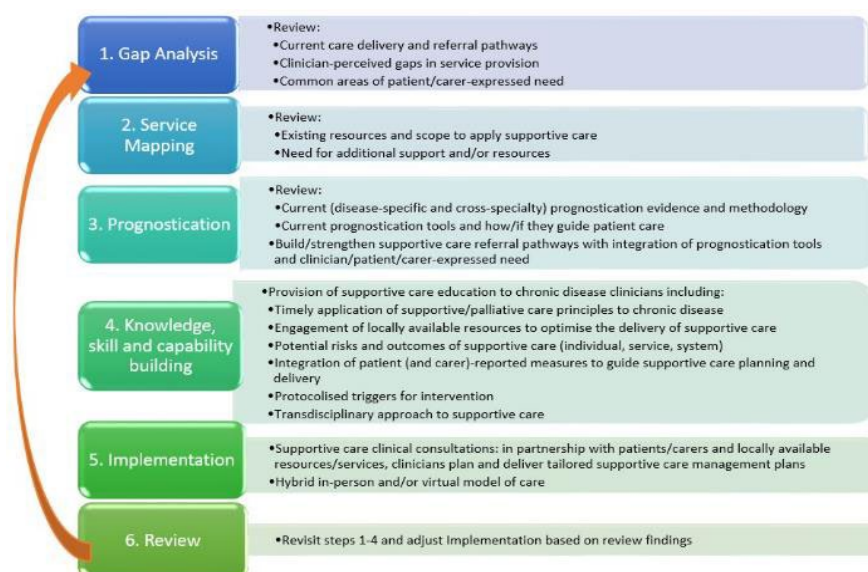 1. Gap Analysis
•Review:
•Current care delivery and referral pathways
•Clinician-perceived gaps in service provision
•Common areas of patient/carer-expressed need
2. Service
Mapping
•Review:
•Existing resources and scope to apply supportive care
•Need for additional support and/or resources
3. Prognostication
•Review:
•Current (disease-specific and cross-specialty) prognostication evidence and methodology
•Current prognostication tools and how/if they guide patient care
•Build/strengthen supportive care referral pathways with integration of prognostication tools
and clinician/patient/carer-expressed need
4. Knowledge,
skill and capability
building
•Provision of supportive care education to chronic disease clinicians including:
•Timely application of supportive/palliative care principles to chronic disease
•Engagement of locally available resources to optimise the delivery of supportive care
•Potential risks and outcomes of supportive care (individual, service, system)
•Integration of patient (and carer)-reported measures to guide supportive care planning and
delivery
•Protocolised triggers for intervention
•Transdisciplinary approach to supportive care
5. Implementation
•Supportive care clinical consultations: in partnership with patients/carers and locally available
resources/services, clinicians plan and deliver tailored supportive care management plans
•Hybrid in-person and/or virtual model of care
6. Review
•Revisit steps 1-4 and adjust Implementation based on review findings